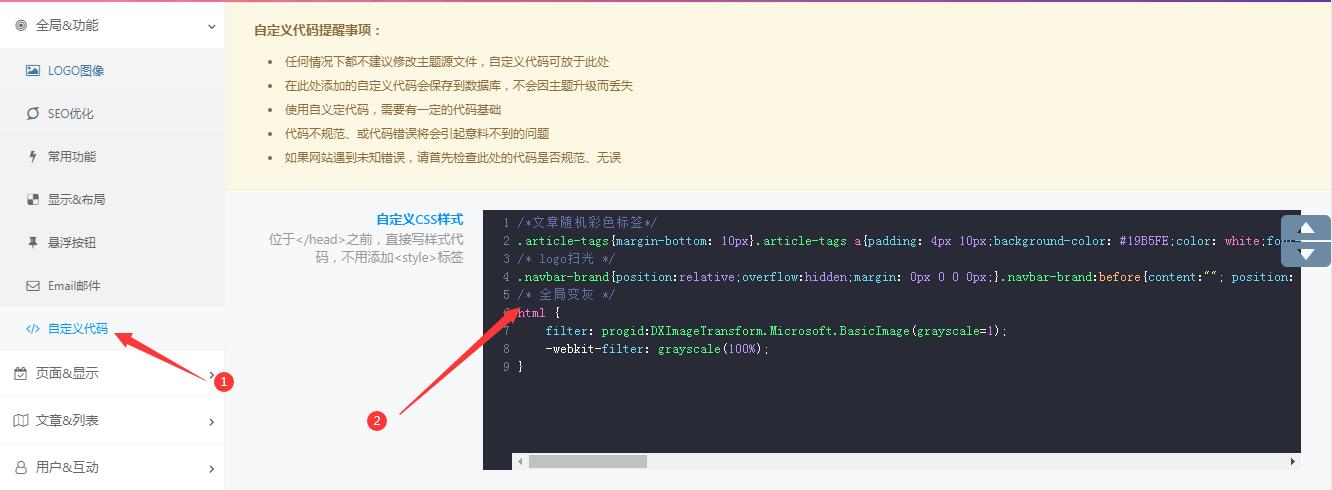 全局&功能
LOGO图像
SEO优化
常用功能
显示&布局
悬浮按钮
Email邮件
自定义代码
页面&显示
文章&列表
用户&互动
1
自定义代码提醒事项：
任何情况下都不建议修改主题源文件，自定义代码可放于此处
在此处添加的自定义代码会保存到数据库，不会因主题升级而丢失
使用自义定代码，需要有一定的代码基础
代码不规范、或代码错误将会引起意料不到的问题
如果网站遇到未知错误，请首先检查此处的代码是否规范、无误
自定义CSS样式
位于</head>之前，直接写样式代
码，不用添加<style>标签
2
1 /*文章随机彩色标签*/
2 .article-tags{margin-bottom: 10px}.article-tags a{padding: 4px 10px;background-color: #19B5FE;color: white;fon
3 /* logo扫光 */
4 .navbar-brand{position:relative;overflow:hidden;margin: 0px 0 0 0px;}.navbar-brand:before{content:""; position:
5 /* 全局变灰 */
6 html {
7 filter: progid:DXImageTransform.Microsoft.BasicImage(grayscale=1);
8 -webkit-filter: grayscale(100%);
9 }